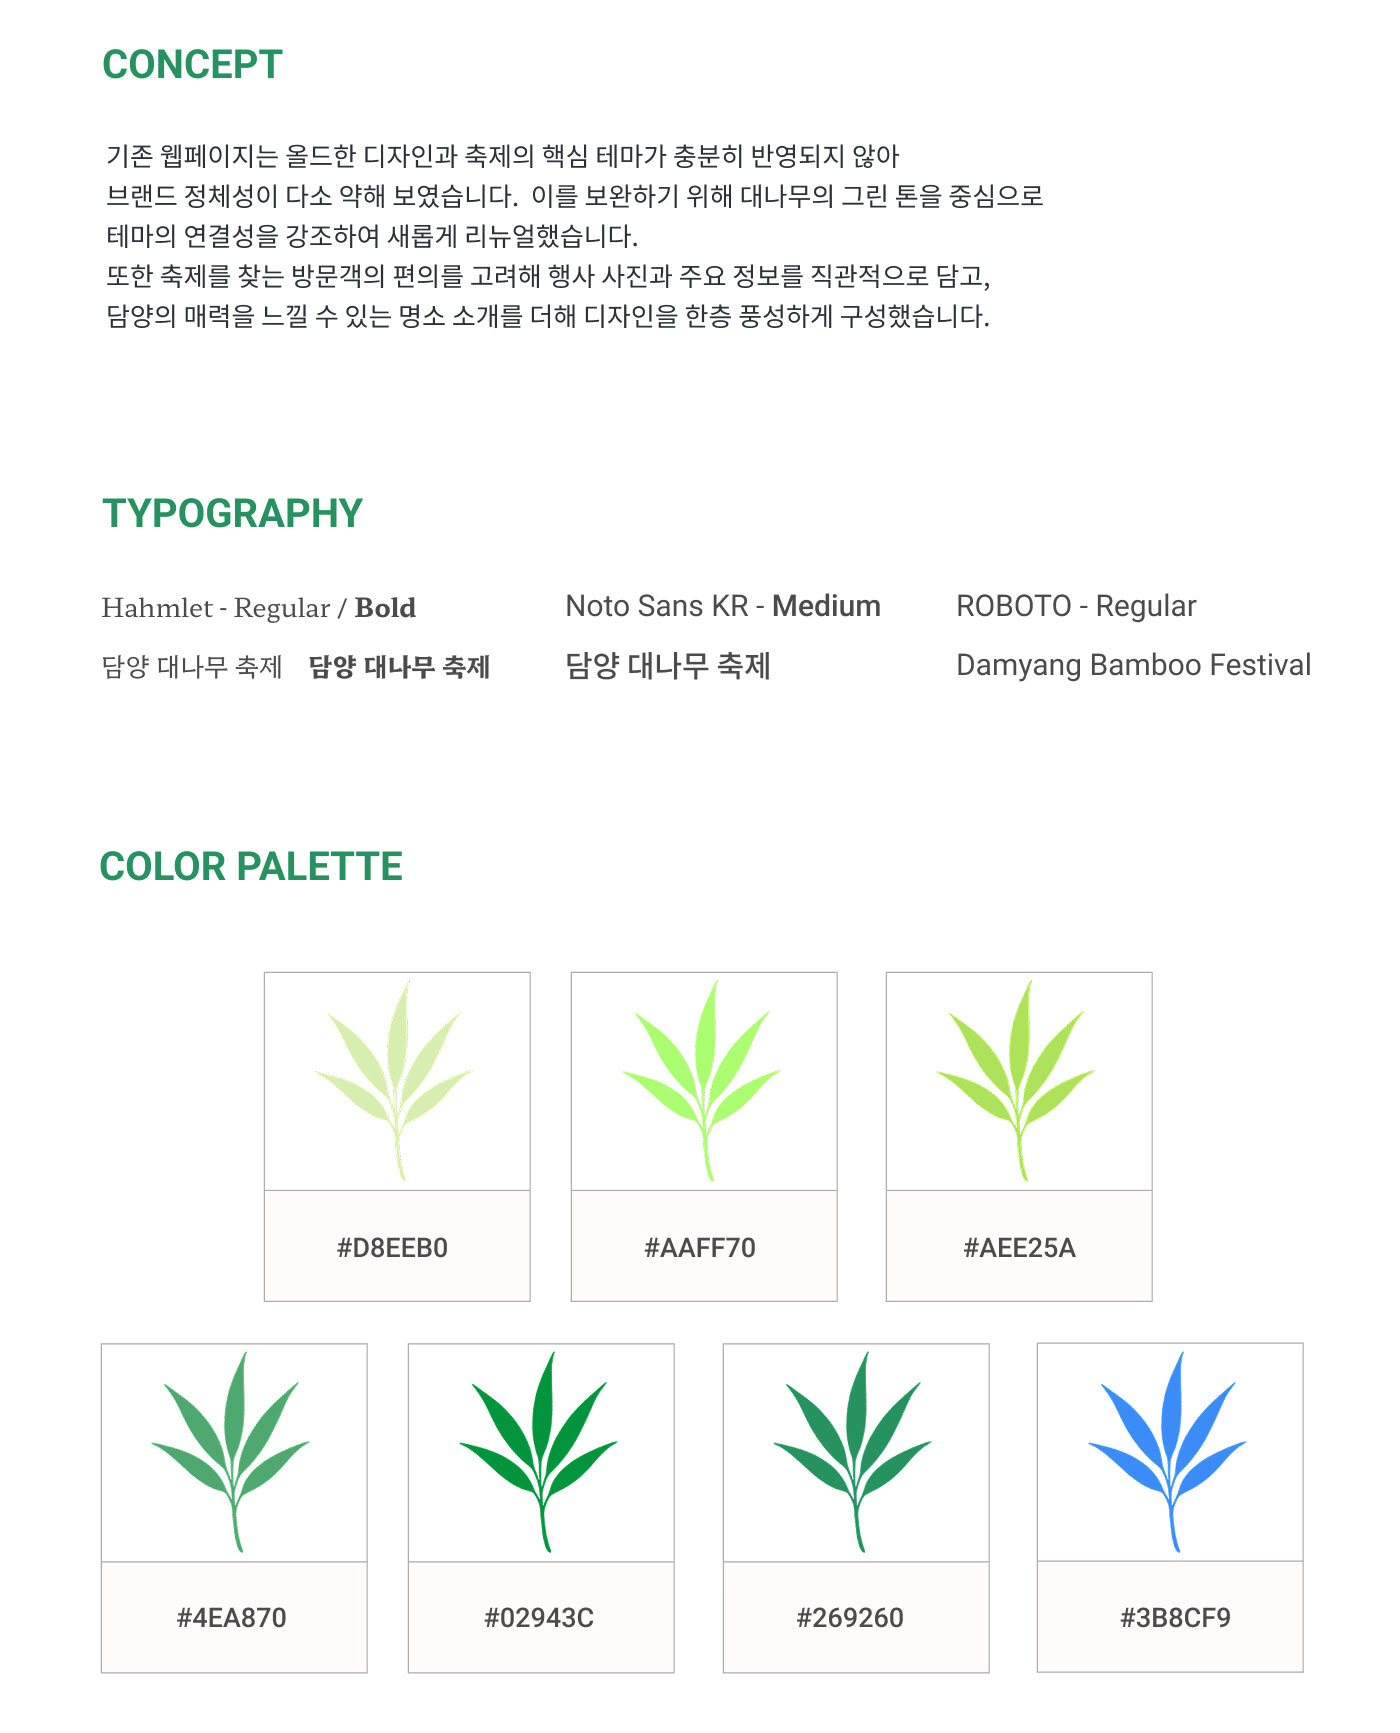 CONCEPT
기존 웹페이지는 올드한 디자인과 축제의 핵심 테마가 충분히 반영되지 않아
브랜드 정체성이 다소 약해 보였습니다. 이를 보완하기 위해 대나무의 그린 톤을 중심으로
테마의 연결성을 강조하여 새롭게 리뉴얼했습니다.
또한 축제를 찾는 방문객의 편의를 고려해 행사 사진과 주요 정보를 직관적으로 담고,
담양의 매력을 느낄 수 있는 명소 소개를 더해 디자인을 한층 풍성하게 구성했습니다.
TYPOGRAPHY
Hahmlet - Regular / Bold
담양 대나무 축제 담양 대나무 축제
Noto Sans KR - Medium
담양 대나무 축제
ROBOTO - Regular
Damyang Bamboo Festival
COLOR PALETTE
#D8EEB0
#AAFF70
#AEE25A
#4EA870
#02943C
#269260
#3B8CF9